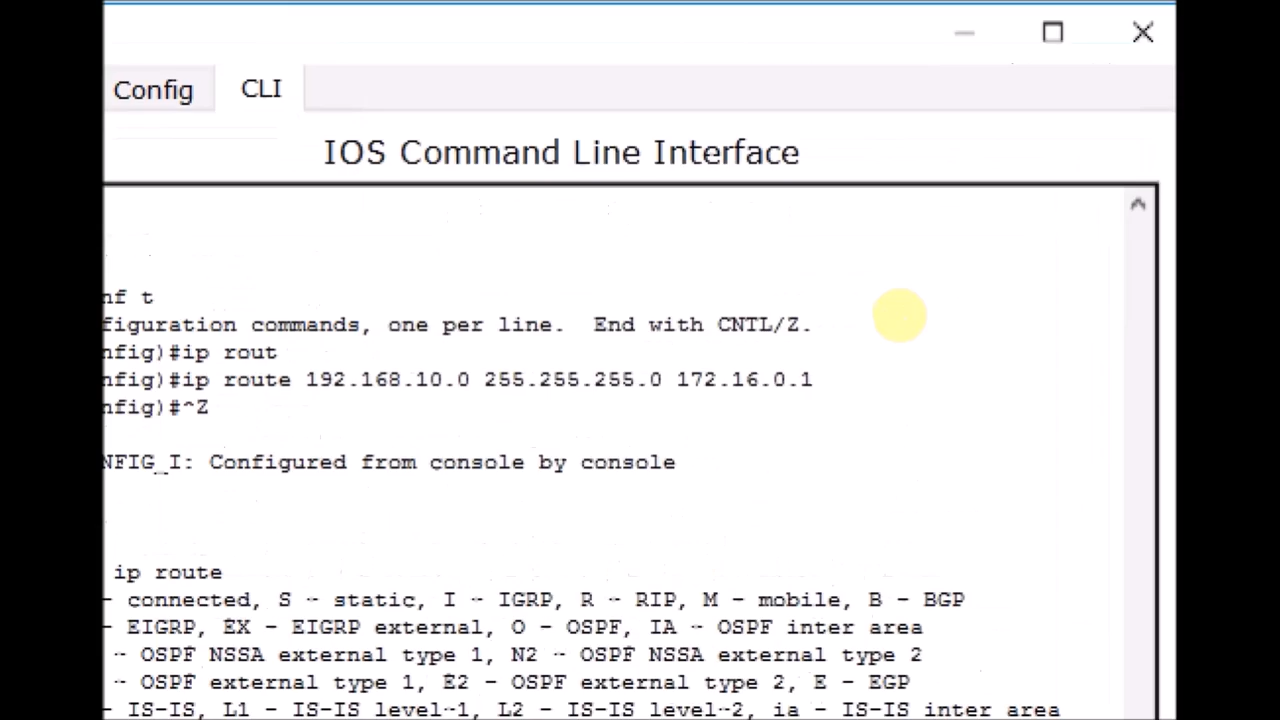 Config CLI
IOS Command Line Interface
nf t
figuration commands, one per line. End with CNTL/Z.
nfig)#ip rout
nfig)#ip route 192.168.10.0 255.255.255.0 172.16.0.1
nfig)#^Z
NFIG_I: Configured from console by console
ip route
- connected, S - static, I - IGRP, R - RIP, M - mobile, B - BGP
- EIGRP, EX - EIGRP external, O - OSPF, IA - OSPF inter area
- OSPF NSSA external type 1, N2 - OSPF NSSA external type 2
- OSPF external type 1, E2 - OSPF external type 2, E - EGP
- IS-IS, L1 - IS-IS level-1, L2 - IS-IS level-2, ia - IS-IS inter area